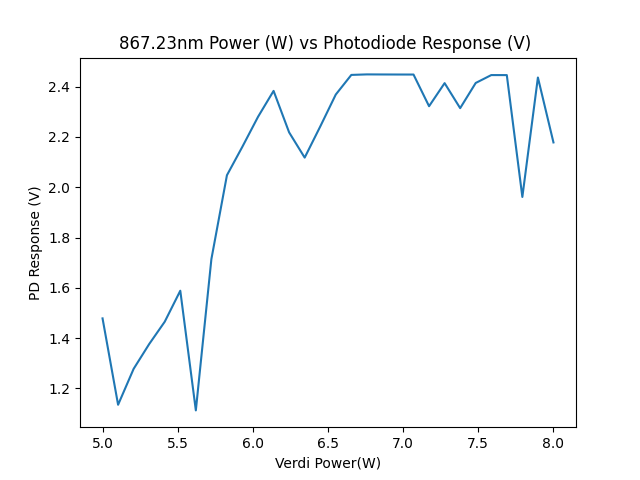 867.23nm Power (W) vs Photodiode Response (V)
2.4
2.2
2.0
1.8
1.6
1.4
1.2
PD Response (V)
5.0 5.5 6.0 6.5 7.0 7.5 8.0
Verdi Power(W)